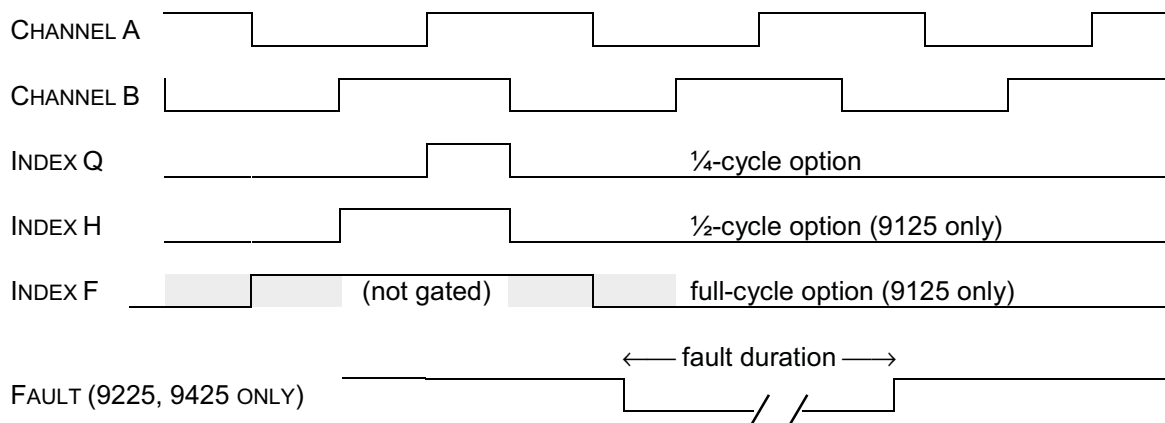 CHANNEL A
CHANNEL B
INDEX Q ¼-cycle option
INDEX H ½-cycle option (9125 only)
INDEX F (not gated) full-cycle option (9125 only)
fault duration
FAULT (9225, 9425 ONLY)